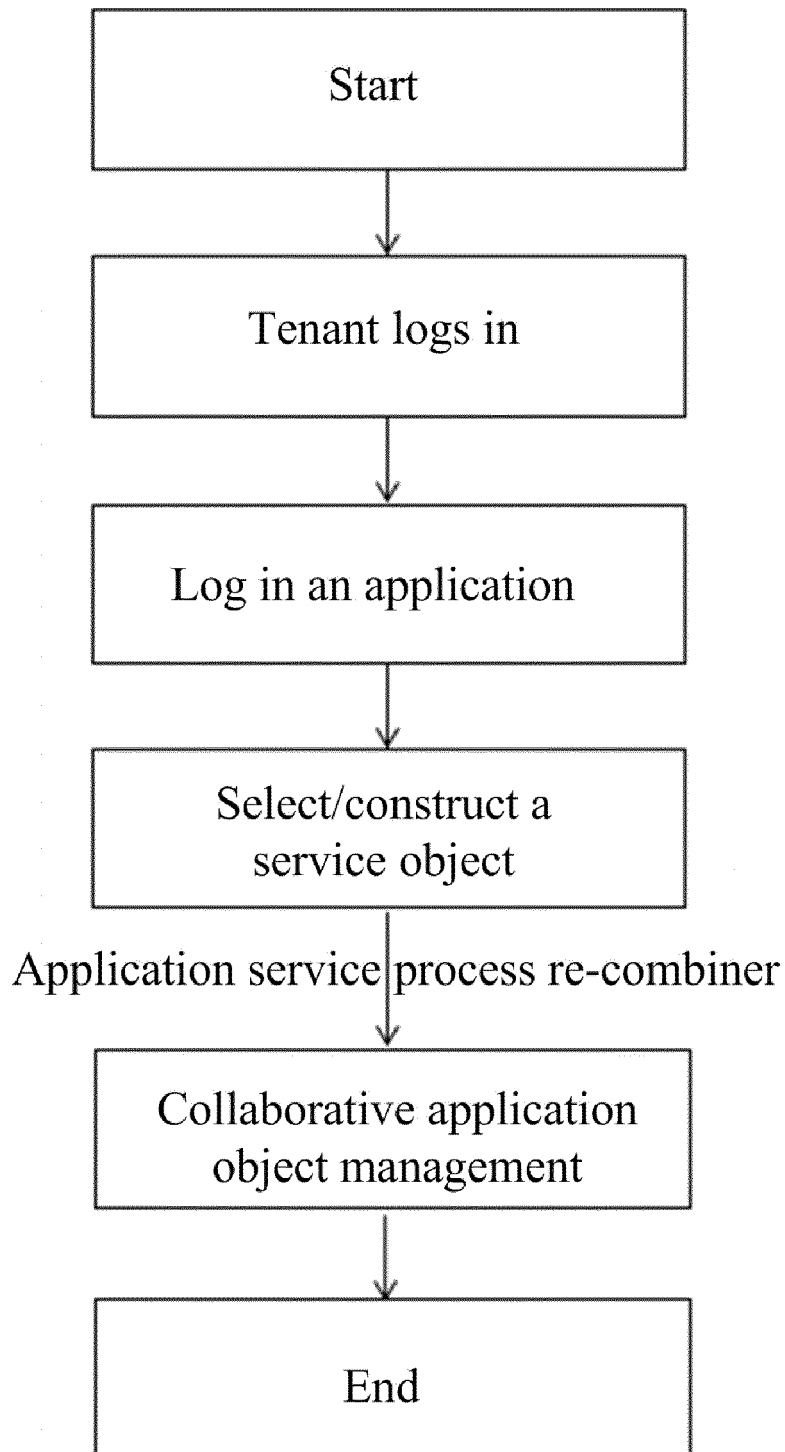 Start
Tenant logs in
Log in an application
Select/construct a
service object
Application service process re-combiner
Collaborative application
object management
End